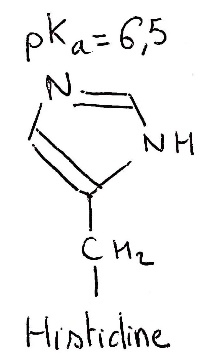 pKa = 6,5
N
NH
CH2
Histidine